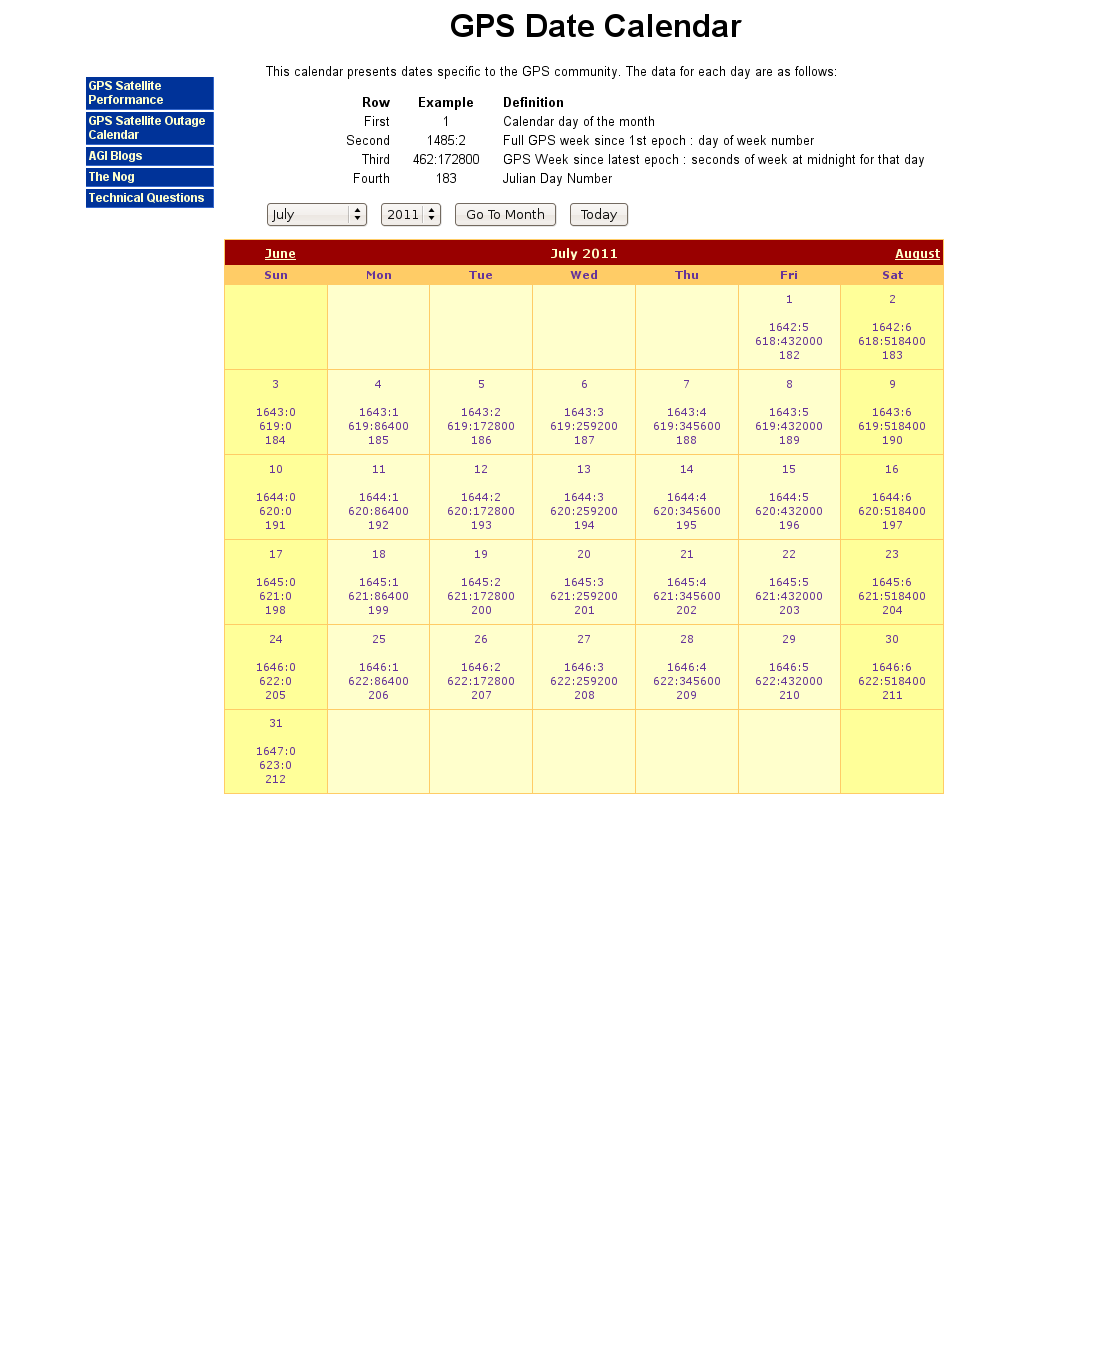 GPS Date Calendar
GPS Satellite
Performance
GPS Satellite Outage
Calendar
AGI Blogs
The Nog
Technical Questions
This calendar presents dates specific to the GPS community. The data for each day are as follows:
Row Example Definition
First 1 Calendar day of the month
Second 1485:2 Full GPS week since 1st epoch : day of week number
Third 462:172800 GPS Week since latest epoch : seconds of week at midnight for that day
Fourth 183 Julian Day Number
July 2011 Go To Month Today
June July 2011 August
Sun Mon Tue Wed Thu Fri Sat
1 2
1642:5 1642:6
618:432000 618:518400
182 183
3 4 5 6 7 8 9
1643:0 1643:1 1643:2 1643:3 1643:4 1643:5 1643:6
619:0 619:86400 619:172800 619:259200 619:345600 619:432000 619:518400
184 185 186 187 188 189 190
10 11 12 13 14 15 16
1644:0 1644:1 1644:2 1644:3 1644:4 1644:5 1644:6
620:0 620:86400 620:172800 620:259200 620:345600 620:432000 620:518400
191 192 193 194 195 196 197
17 18 19 20 21 22 23
1645:0 1645:1 1645:2 1645:3 1645:4 1645:5 1645:6
621:0 621:86400 621:172800 621:259200 621:345600 621:432000 621:518400
198 199 200 201 202 203 204
24 25 26 27 28 29 30
1646:0 1646:1 1646:2 1646:3 1646:4 1646:5 1646:6
622:0 622:86400 622:172800 622:259200 622:345600 622:432000 622:518400
205 206 207 208 209 210 211
31
1647:0
623:0
212